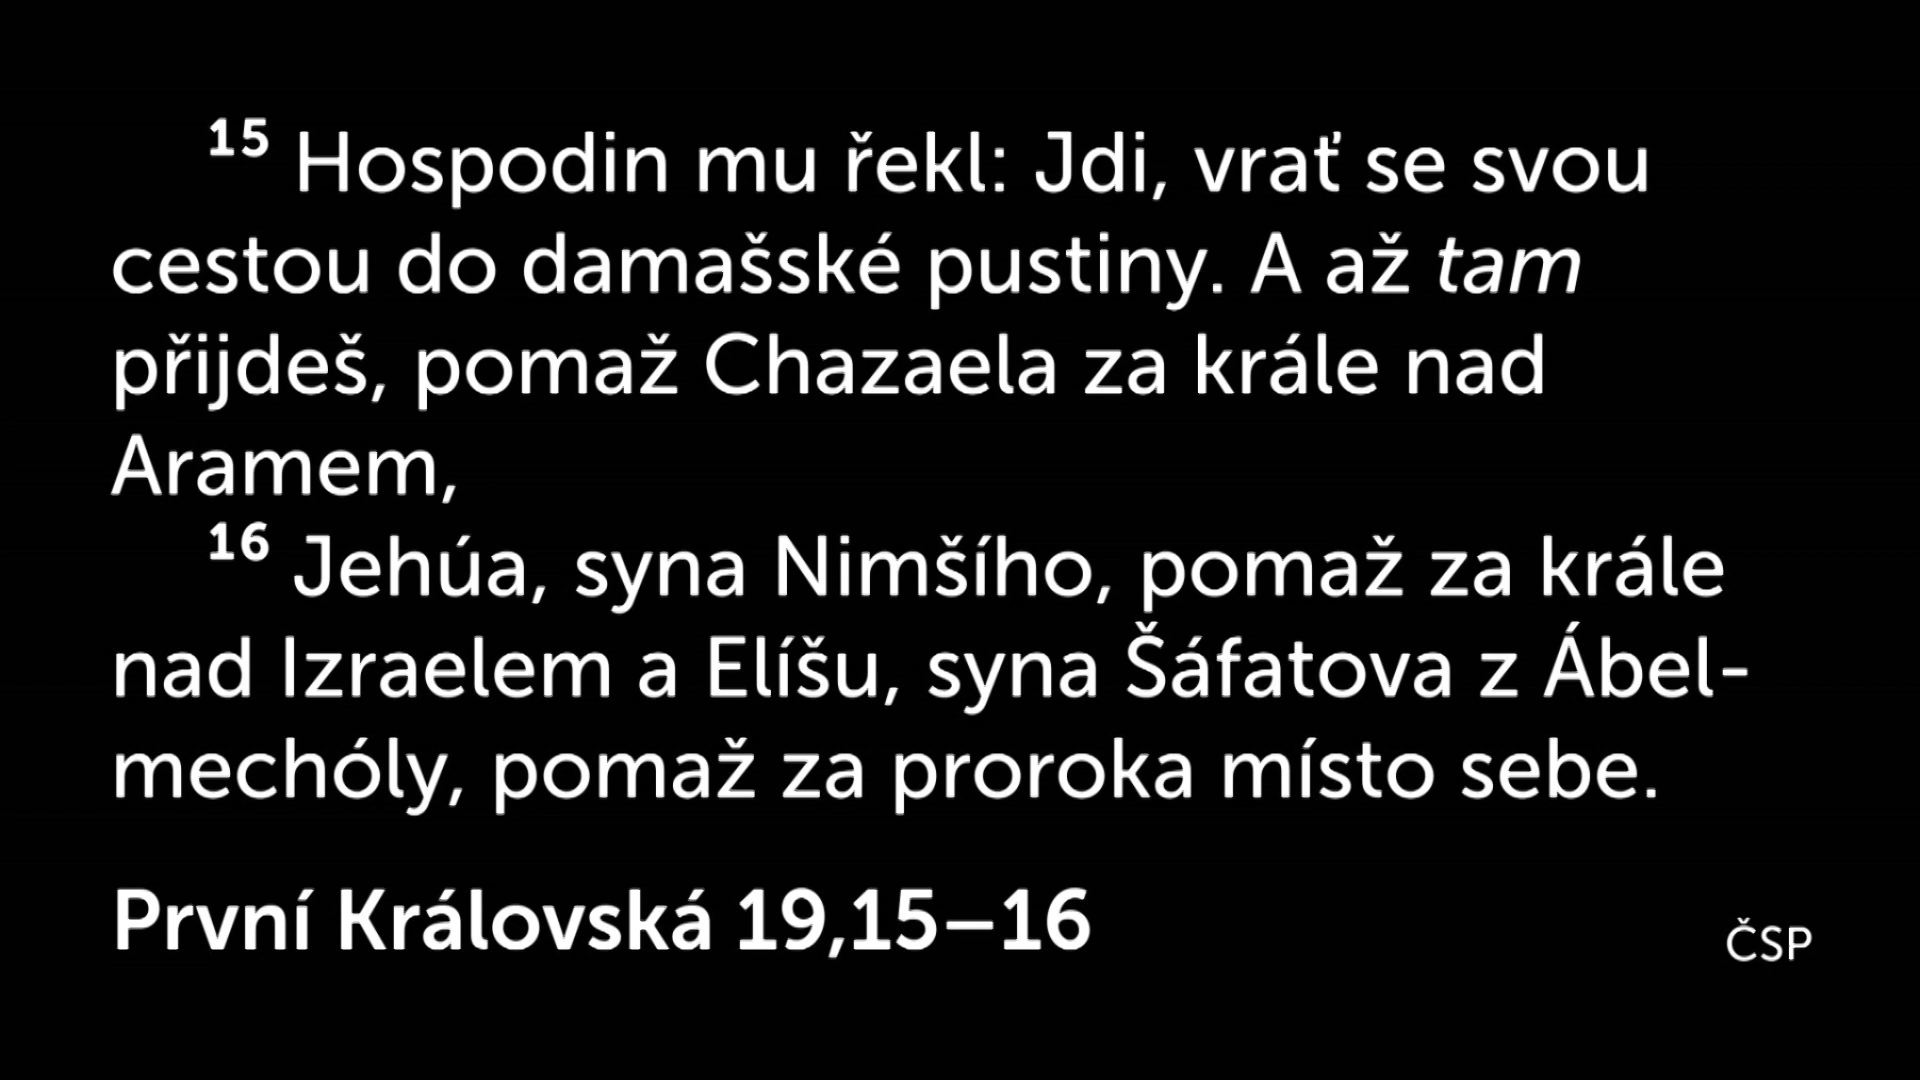 15 Hospodin mu řekl: Jdi, vrať se svou
cestou do damašské pustiny. A až tam
přijdeš, pomaž Chazaela za krále nad
Aramem,
16 Jehúa, syna Nimšího, pomaž za krále
nad Izraelem a Elíšu, syna Šáfatova z Ábel-
mechóly, pomaž za proroka místo sebe.
První Královská 19,15–16
ČSP